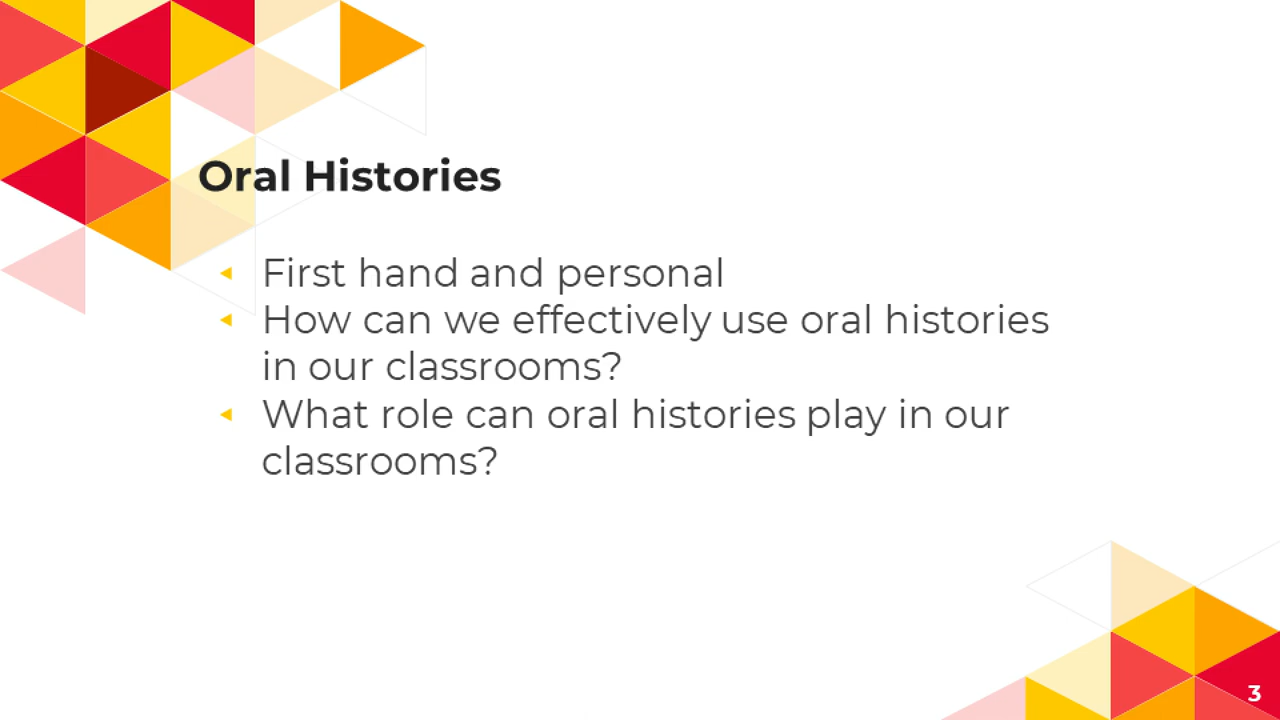 Oral Histories
First hand and personal
How can we effectively use oral histories
in our classrooms?
What role can oral histories play in our
classrooms?
3